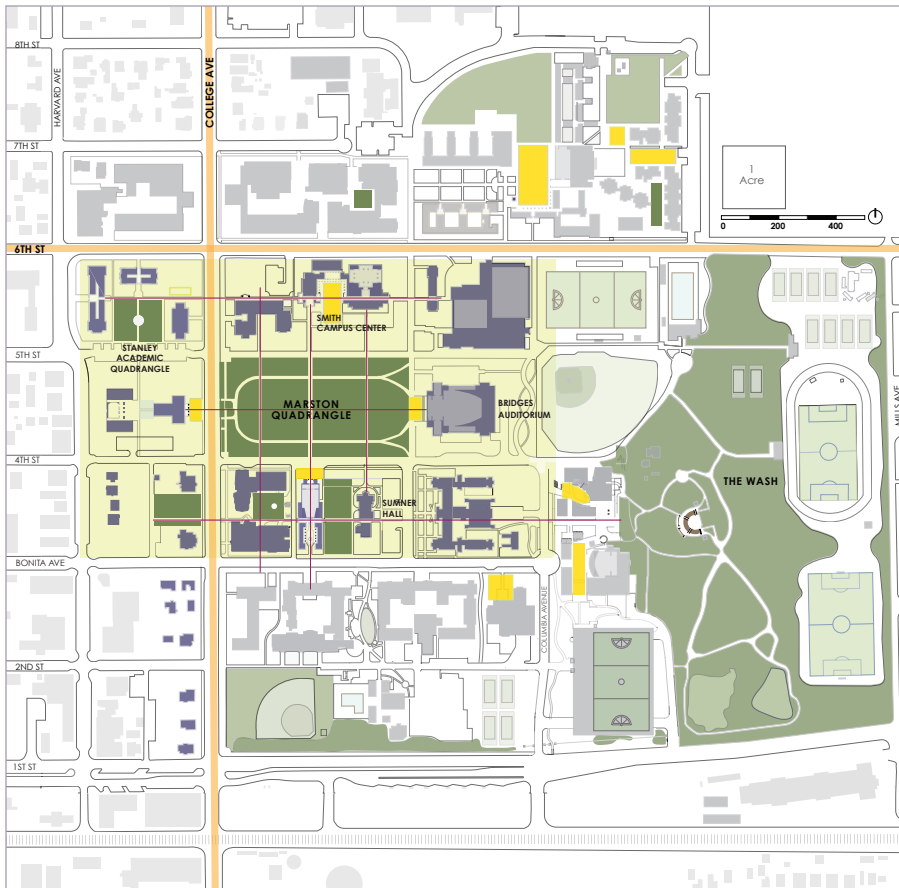 8TH ST
HARVARD AVE
COLLEGE AVE
7TH ST
1
Acre
0 200 400
6TH ST
SMITH
CAMPUS CENTER
STANLEY
ACADEMIC
QUADRANGLE
5TH ST
MARSTON
QUADRANGLE
BRIDGES
AUDITORIUM
MILLS AVE
4TH ST
THE WASH
SUMNER
HALL
BONITA AVE
COLUMBIA AVENUE
2ND ST
1ST ST